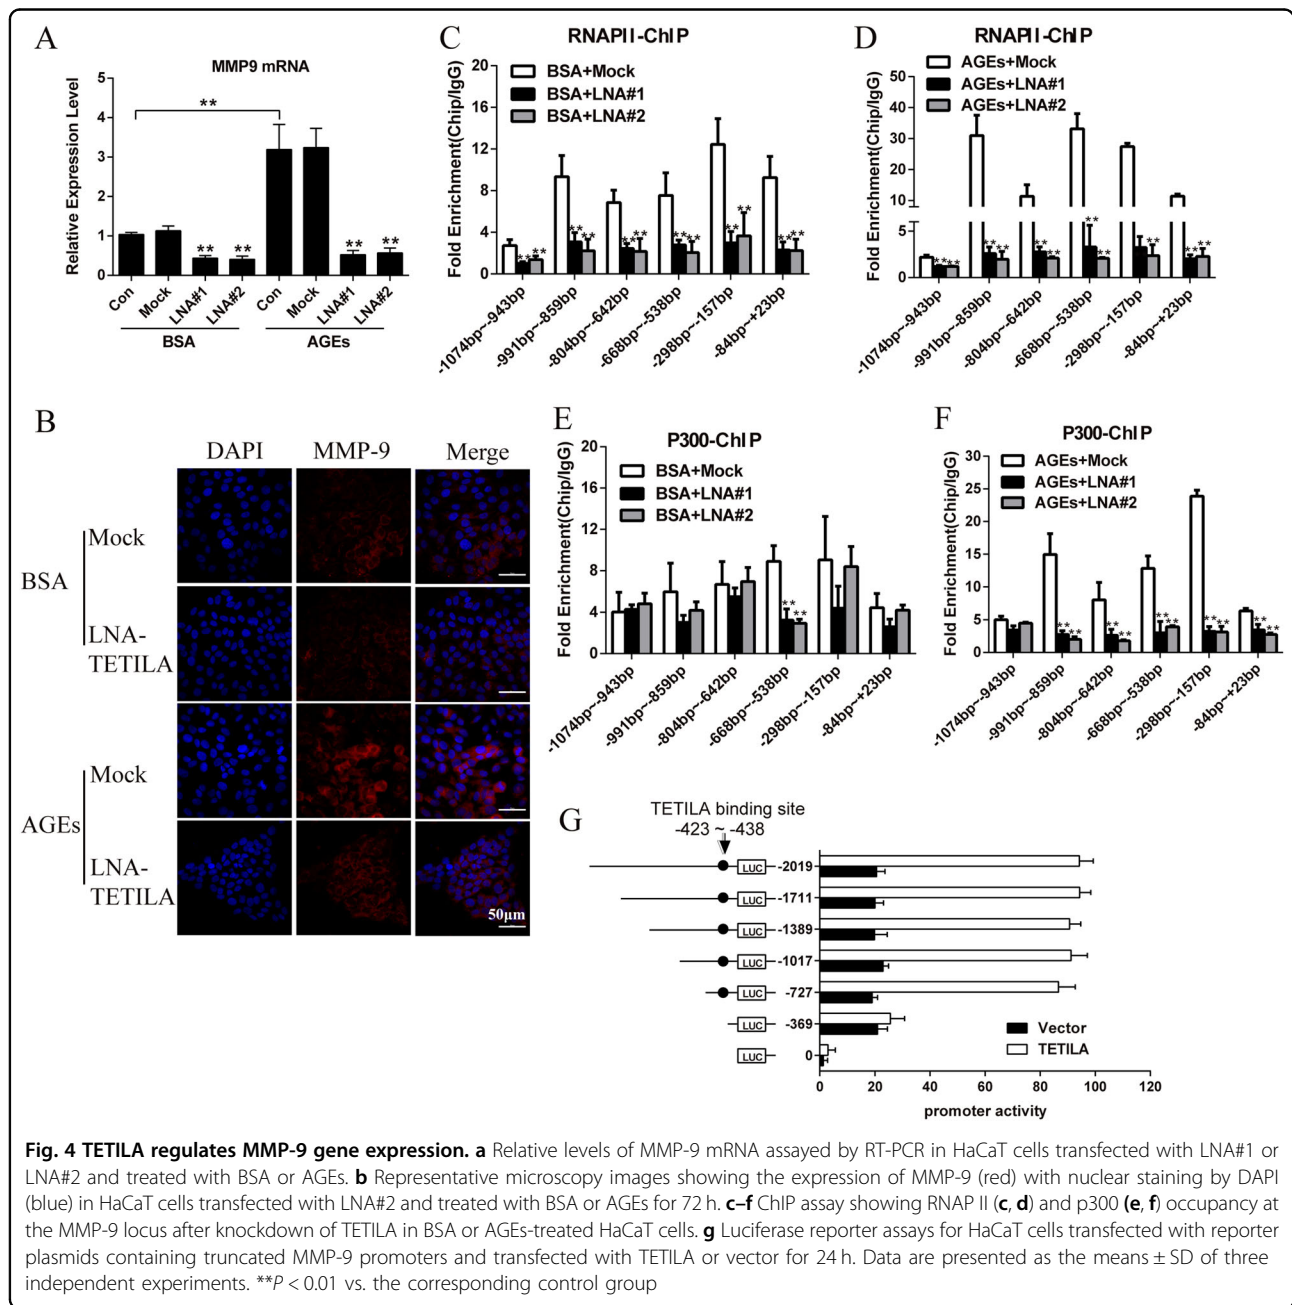 A
MMP9 mRNA
Relative Expression Level
5
4
3
2
1
0
**
**
**
**
**
Con
Mock
LNA#1
LNA#2
Con
Mock
LNA#1
LNA#2
BSA
AGEs
C
RNAPII-ChIP
Fold Enrichment(Chip/IgG)
20
16
12
8
4
0
BSA+Mock
BSA+LNA#1
BSA+LNA#2
** ** ** ** ** ** ** ** ** ** ** **
-1074bp~-943bp
-991bp~-859bp
-804bp~-642bp
-668bp~-538bp
-298bp~-157bp
-84bp~+23bp
D
RNAPII-ChIP
Fold Enrichment(Chip/IgG)
50
40
30
20
10
5
0
AGEs+Mock
AGEs+LNA#1
AGEs+LNA#2
** ** ** ** ** ** ** ** ** ** **
-1074bp~-943bp
-991bp~-859bp
-804bp~-642bp
-668bp~-538bp
-298bp~-157bp
-84bp~+23bp
B
DAPI
MMP-9
Merge
BSA
Mock
LNA-
TETILA
AGEs
Mock
LNA-
TETILA
50μm
E
P300-ChIP
Fold Enrichment(Chip/IgG)
20
16
12
8
4
0
BSA+Mock
BSA+LNA#1
BSA+LNA#2
** **
-1074bp~-943bp
-991bp~-859bp
-804bp~-642bp
-668bp~-538bp
-298bp~-157bp
-84bp~+23bp
F
P300-ChIP
Fold Enrichment(Chip/IgG)
30
25
20
15
10
5
0
AGEs+Mock
AGEs+LNA#1
AGEs+LNA#2
** ** ** ** ** ** ** ** ** **
-1074bp~-943bp
-991bp~-859bp
-804bp~-642bp
-668bp~-538bp
-298bp~-157bp
-84bp~+23bp
G
TETILA binding site
-423 ~ -438
LUC -2019
LUC -1711
LUC -1389
LUC -1017
LUC -727
LUC -369
LUC 0
Vector
TETILA
0 20 40 60 80 100 120
promoter activity
Fig. 4 TETILA regulates MMP-9 gene expression. a Relative levels of MMP-9 mRNA assayed by RT-PCR in HaCaT cells transfected with LNA#1 or
LNA#2 and treated with BSA or AGEs. b Representative microscopy images showing the expression of MMP-9 (red) with nuclear staining by DAPI
(blue) in HaCaT cells transfected with LNA#2 and treated with BSA or AGEs for 72 h. c–f ChIP assay showing RNAP II (c, d) and p300 (e, f) occupancy at
the MMP-9 locus after knockdown of TETILA in BSA or AGEs-treated HaCaT cells. g Luciferase reporter assays for HaCaT cells transfected with reporter
plasmids containing truncated MMP-9 promoters and transfected with TETILA or vector for 24 h. Data are presented as the means ± SD of three
independent experiments. **P < 0.01 vs. the corresponding control group